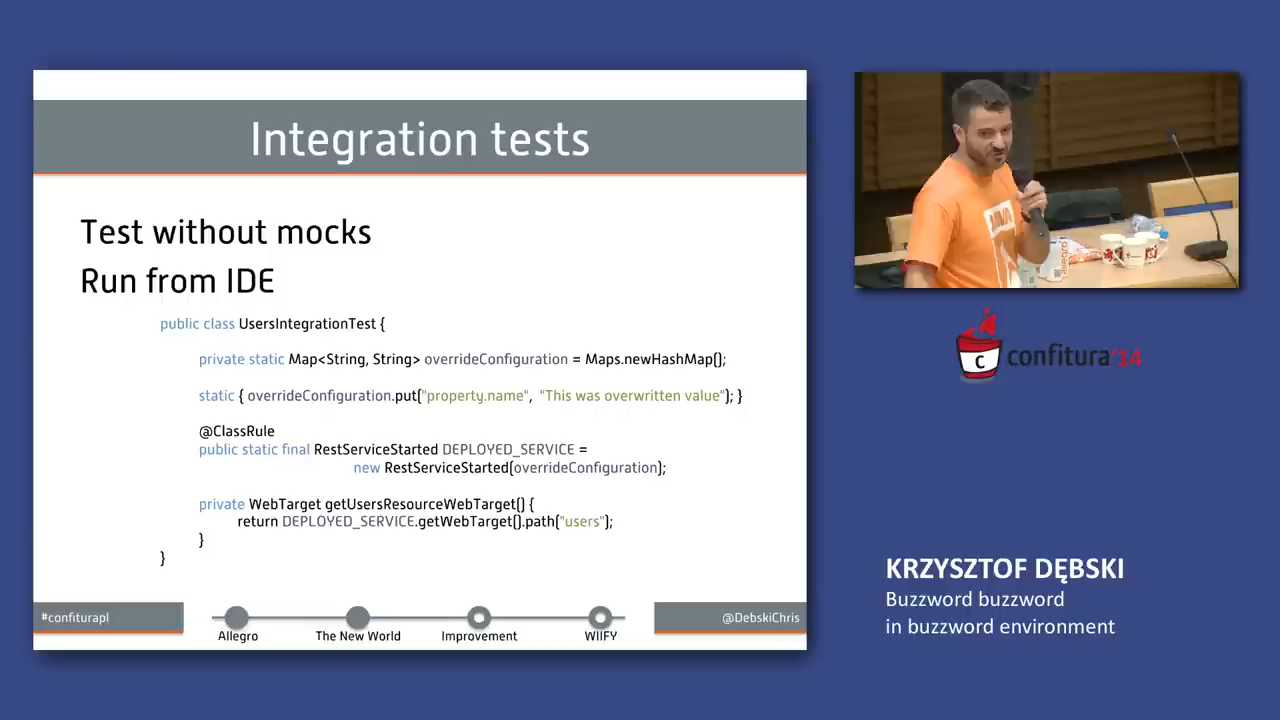 Integration tests
Test without mocks
Run from IDE
public class UsersIntegrationTest {
private static Map<String, String> overrideConfiguration = Maps.newHashMap();
static { overrideConfiguration.put("property.name", "This was overwritten value"); }
@ClassRule
public static final RestServiceStarted DEPLOYED_SERVICE =
new RestServiceStarted(overrideConfiguration);
private WebTarget getUsersResourceWebTarget() {
return DEPLOYED_SERVICE.getWebTarget().path("users");
}
}
#confiturapl
Allegro
The New World
Improvement
WIIFY
@DebskiChris
allegro
C confitura'14
KRZYSZTOF DĘBSKI
Buzzword buzzword
in buzzword environment